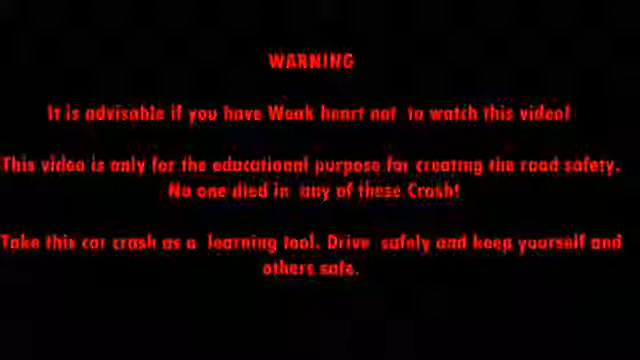 WARNING
It is advisable if you have Weak heart not to watch this video!
This video is only for the educational purpose for creating the road safety.
No one died in any of these Crash!
Take this car crash as a learning tool. Drive safely and keep yourself and
others safe.